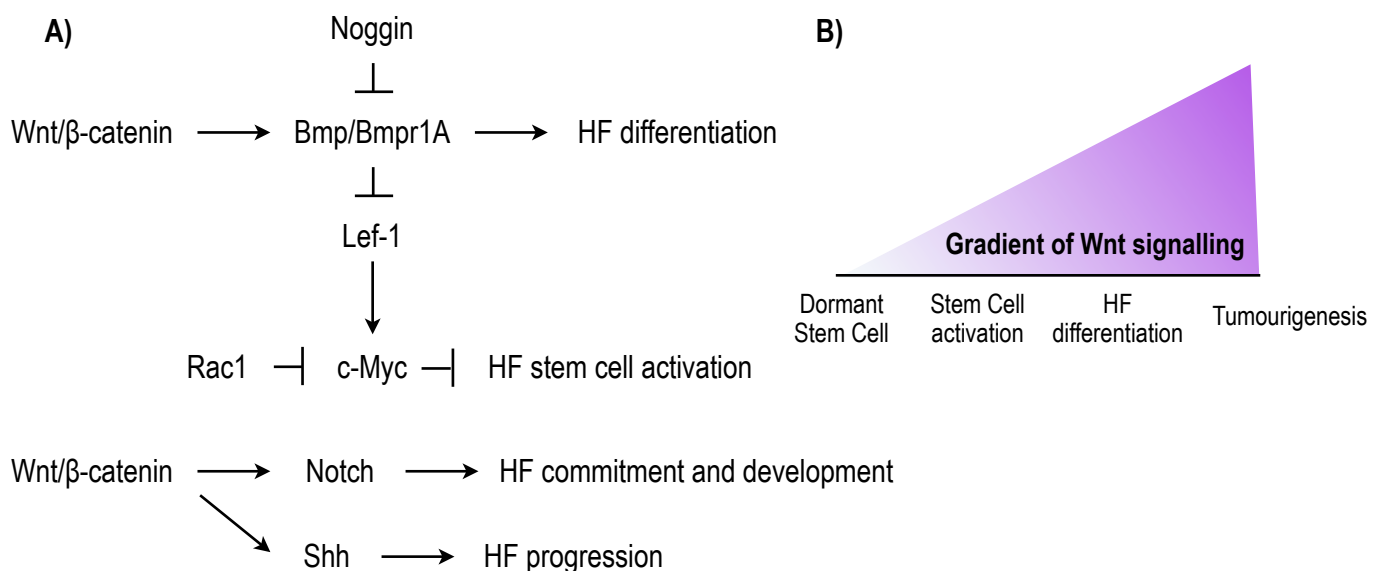 A)
Noggin
Wnt/β-catenin
Bmp/Bmpr1A
HF differentiation
Lef-1
Rac1
c-Myc
HF stem cell activation
Wnt/β-catenin
Notch
HF commitment and development
Shh
HF progression
B)
Gradient of Wnt signalling
Dormant
Stem Cell
Stem Cell
activation
HF
differentiation
Tumourigenesis